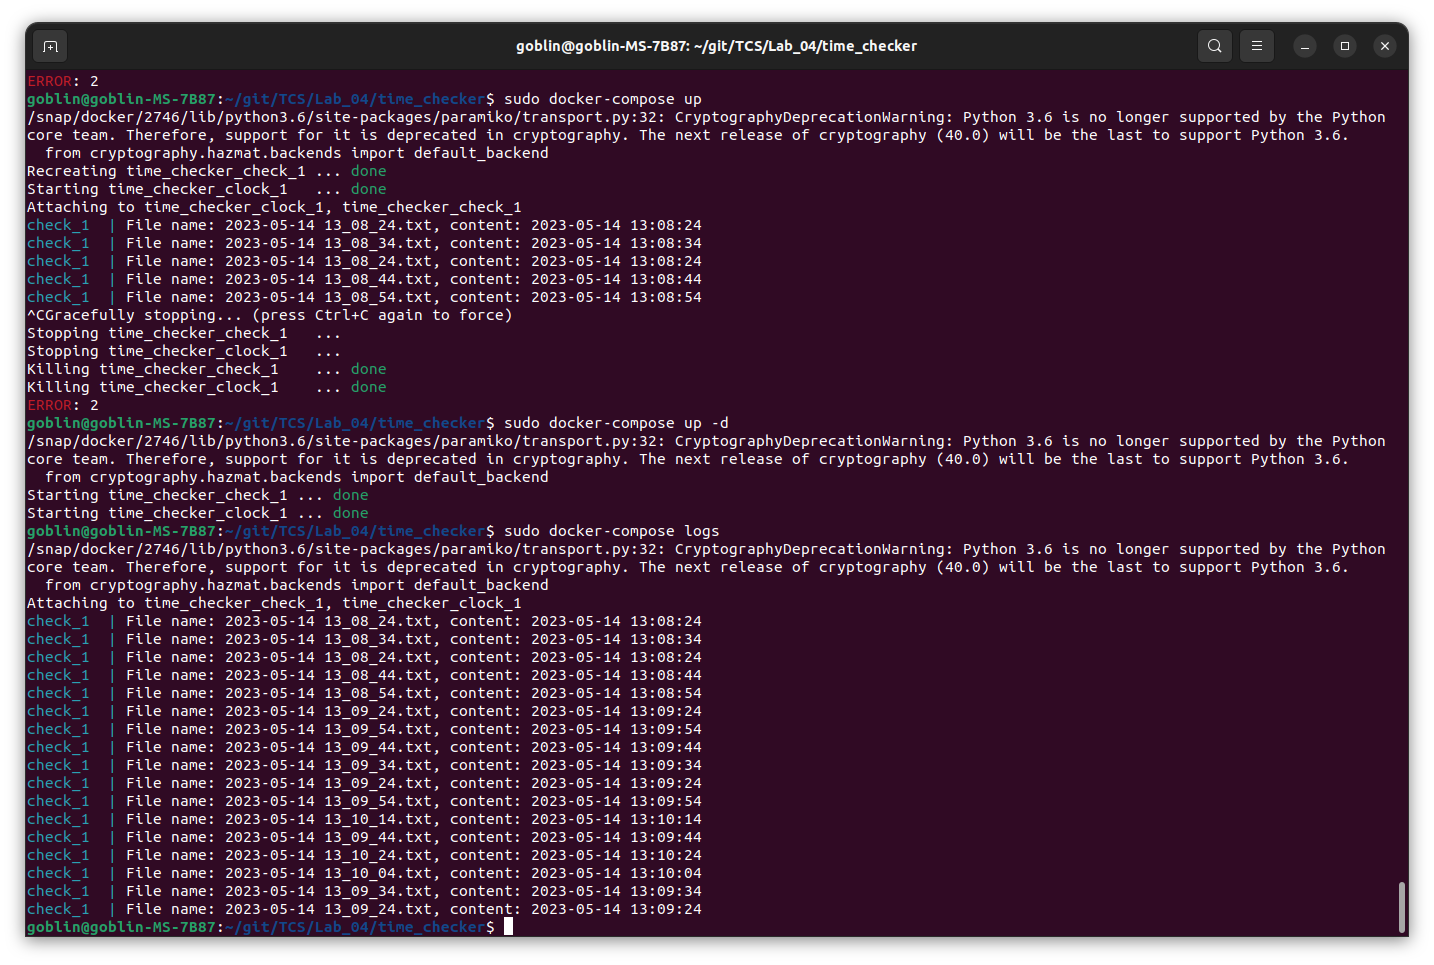 goblin@goblin-MS-7B87: ~/git/TCS/Lab_04/time_checker
ERROR: 2
goblin@goblin-MS-7B87:~/git/TCS/Lab_04/time_checker$ sudo docker-compose up
/snap/docker/2746/lib/python3.6/site-packages/paramiko/transport.py:32: CryptographyDeprecationWarning: Python 3.6 is no longer supported by the Python
core team. Therefore, support for it is deprecated in cryptography. The next release of cryptography (40.0) will be the last to support Python 3.6.
  from cryptography.hazmat.backends import default_backend
Recreating time_checker_check_1 ... done
Starting time_checker_clock_1   ... done
Attaching to time_checker_clock_1, time_checker_check_1
check_1  | File name: 2023-05-14 13_08_24.txt, content: 2023-05-14 13:08:24
check_1  | File name: 2023-05-14 13_08_34.txt, content: 2023-05-14 13:08:34
check_1  | File name: 2023-05-14 13_08_24.txt, content: 2023-05-14 13:08:24
check_1  | File name: 2023-05-14 13_08_44.txt, content: 2023-05-14 13:08:44
check_1  | File name: 2023-05-14 13_08_54.txt, content: 2023-05-14 13:08:54
^CGracefully stopping... (press Ctrl+C again to force)
Stopping time_checker_check_1   ...
Stopping time_checker_clock_1   ...
Killing time_checker_check_1    ... done
Killing time_checker_clock_1    ... done
ERROR: 2
goblin@goblin-MS-7B87:~/git/TCS/Lab_04/time_checker$ sudo docker-compose up -d
/snap/docker/2746/lib/python3.6/site-packages/paramiko/transport.py:32: CryptographyDeprecationWarning: Python 3.6 is no longer supported by the Python
core team. Therefore, support for it is deprecated in cryptography. The next release of cryptography (40.0) will be the last to support Python 3.6.
  from cryptography.hazmat.backends import default_backend
Starting time_checker_check_1 ... done
Starting time_checker_clock_1 ... done
goblin@goblin-MS-7B87:~/git/TCS/Lab_04/time_checker$ sudo docker-compose logs
/snap/docker/2746/lib/python3.6/site-packages/paramiko/transport.py:32: CryptographyDeprecationWarning: Python 3.6 is no longer supported by the Python
core team. Therefore, support for it is deprecated in cryptography. The next release of cryptography (40.0) will be the last to support Python 3.6.
  from cryptography.hazmat.backends import default_backend
Attaching to time_checker_check_1, time_checker_clock_1
check_1  | File name: 2023-05-14 13_08_24.txt, content: 2023-05-14 13:08:24
check_1  | File name: 2023-05-14 13_08_34.txt, content: 2023-05-14 13:08:34
check_1  | File name: 2023-05-14 13_08_24.txt, content: 2023-05-14 13:08:24
check_1  | File name: 2023-05-14 13_08_44.txt, content: 2023-05-14 13:08:44
check_1  | File name: 2023-05-14 13_08_54.txt, content: 2023-05-14 13:08:54
check_1  | File name: 2023-05-14 13_09_24.txt, content: 2023-05-14 13:09:24
check_1  | File name: 2023-05-14 13_09_54.txt, content: 2023-05-14 13:09:54
check_1  | File name: 2023-05-14 13_09_44.txt, content: 2023-05-14 13:09:44
check_1  | File name: 2023-05-14 13_09_34.txt, content: 2023-05-14 13:09:34
check_1  | File name: 2023-05-14 13_09_24.txt, content: 2023-05-14 13:09:24
check_1  | File name: 2023-05-14 13_09_54.txt, content: 2023-05-14 13:09:54
check_1  | File name: 2023-05-14 13_10_14.txt, content: 2023-05-14 13:10:14
check_1  | File name: 2023-05-14 13_09_44.txt, content: 2023-05-14 13:09:44
check_1  | File name: 2023-05-14 13_10_24.txt, content: 2023-05-14 13:10:24
check_1  | File name: 2023-05-14 13_10_04.txt, content: 2023-05-14 13:10:04
check_1  | File name: 2023-05-14 13_09_34.txt, content: 2023-05-14 13:09:34
check_1  | File name: 2023-05-14 13_09_24.txt, content: 2023-05-14 13:09:24
goblin@goblin-MS-7B87:~/git/TCS/Lab_04/time_checker$